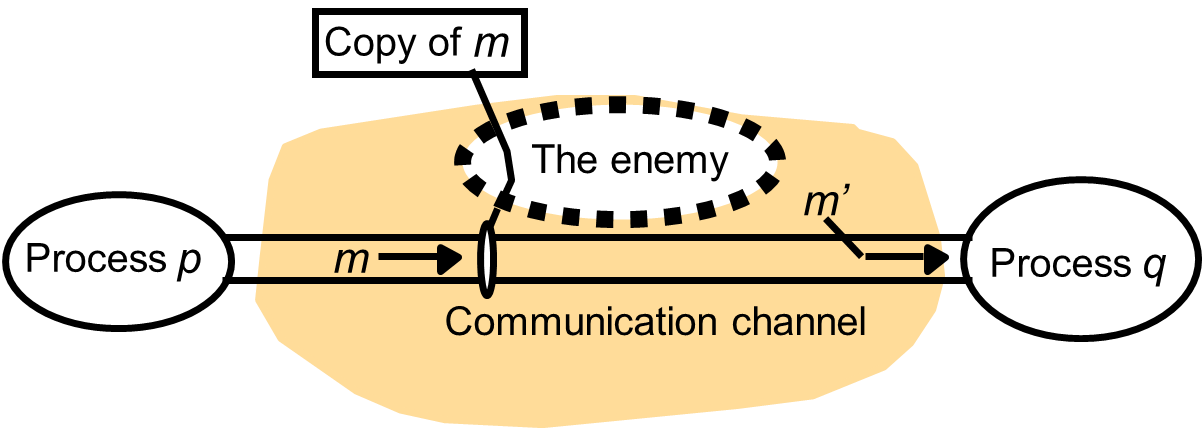 Copy of m
The enemy
m’
Process p
m
Process q
Communication channel